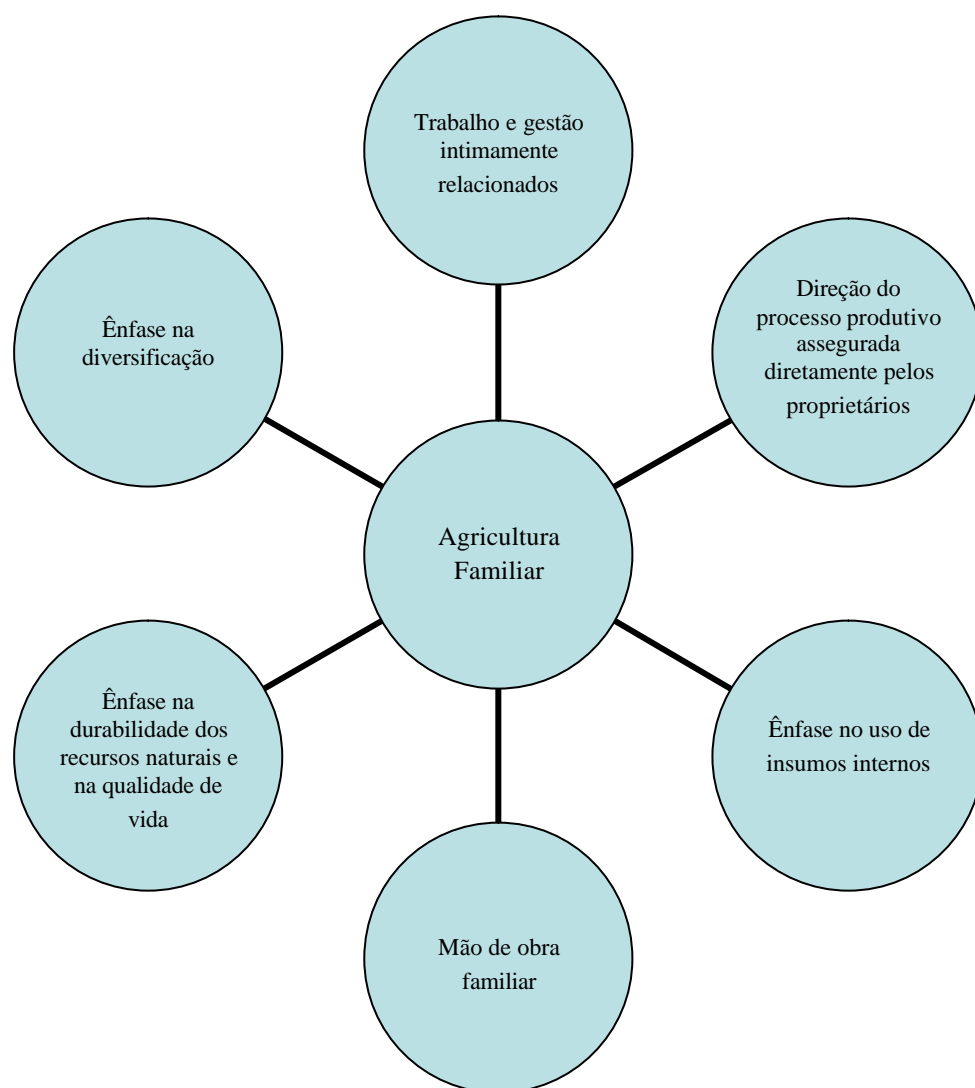 Trabalho e gestão
intimamente
relacionados
Ênfase na
diversificação
Direção do
processo produtivo
assegurada
diretamente pelos
proprietários
Agricultura
Familiar
Ênfase na
durabilidade dos
recursos naturais e
na qualidade de
vida
Ênfase no uso de
insumos internos
Mão de obra
familiar